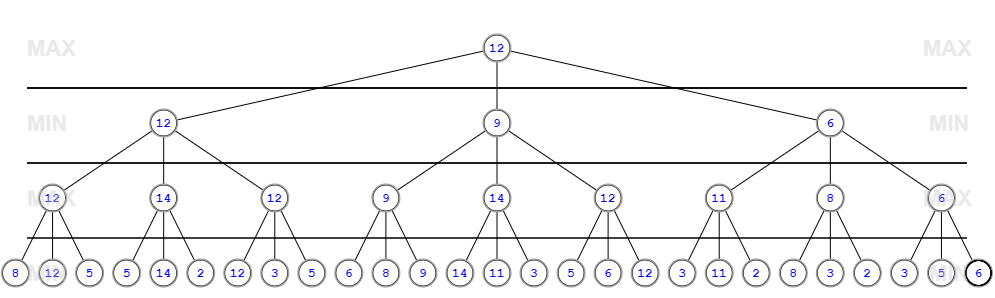 MAX 12 MAX
MIN 12 9 6 MIN
MAX 12 14 12 9 14 12 11 8 6 MAX
MIN 8 12 5 5 14 2 12 3 5 6 8 9 14 11 3 5 6 12 3 11 2 8 3 2 3 5 6 MIN